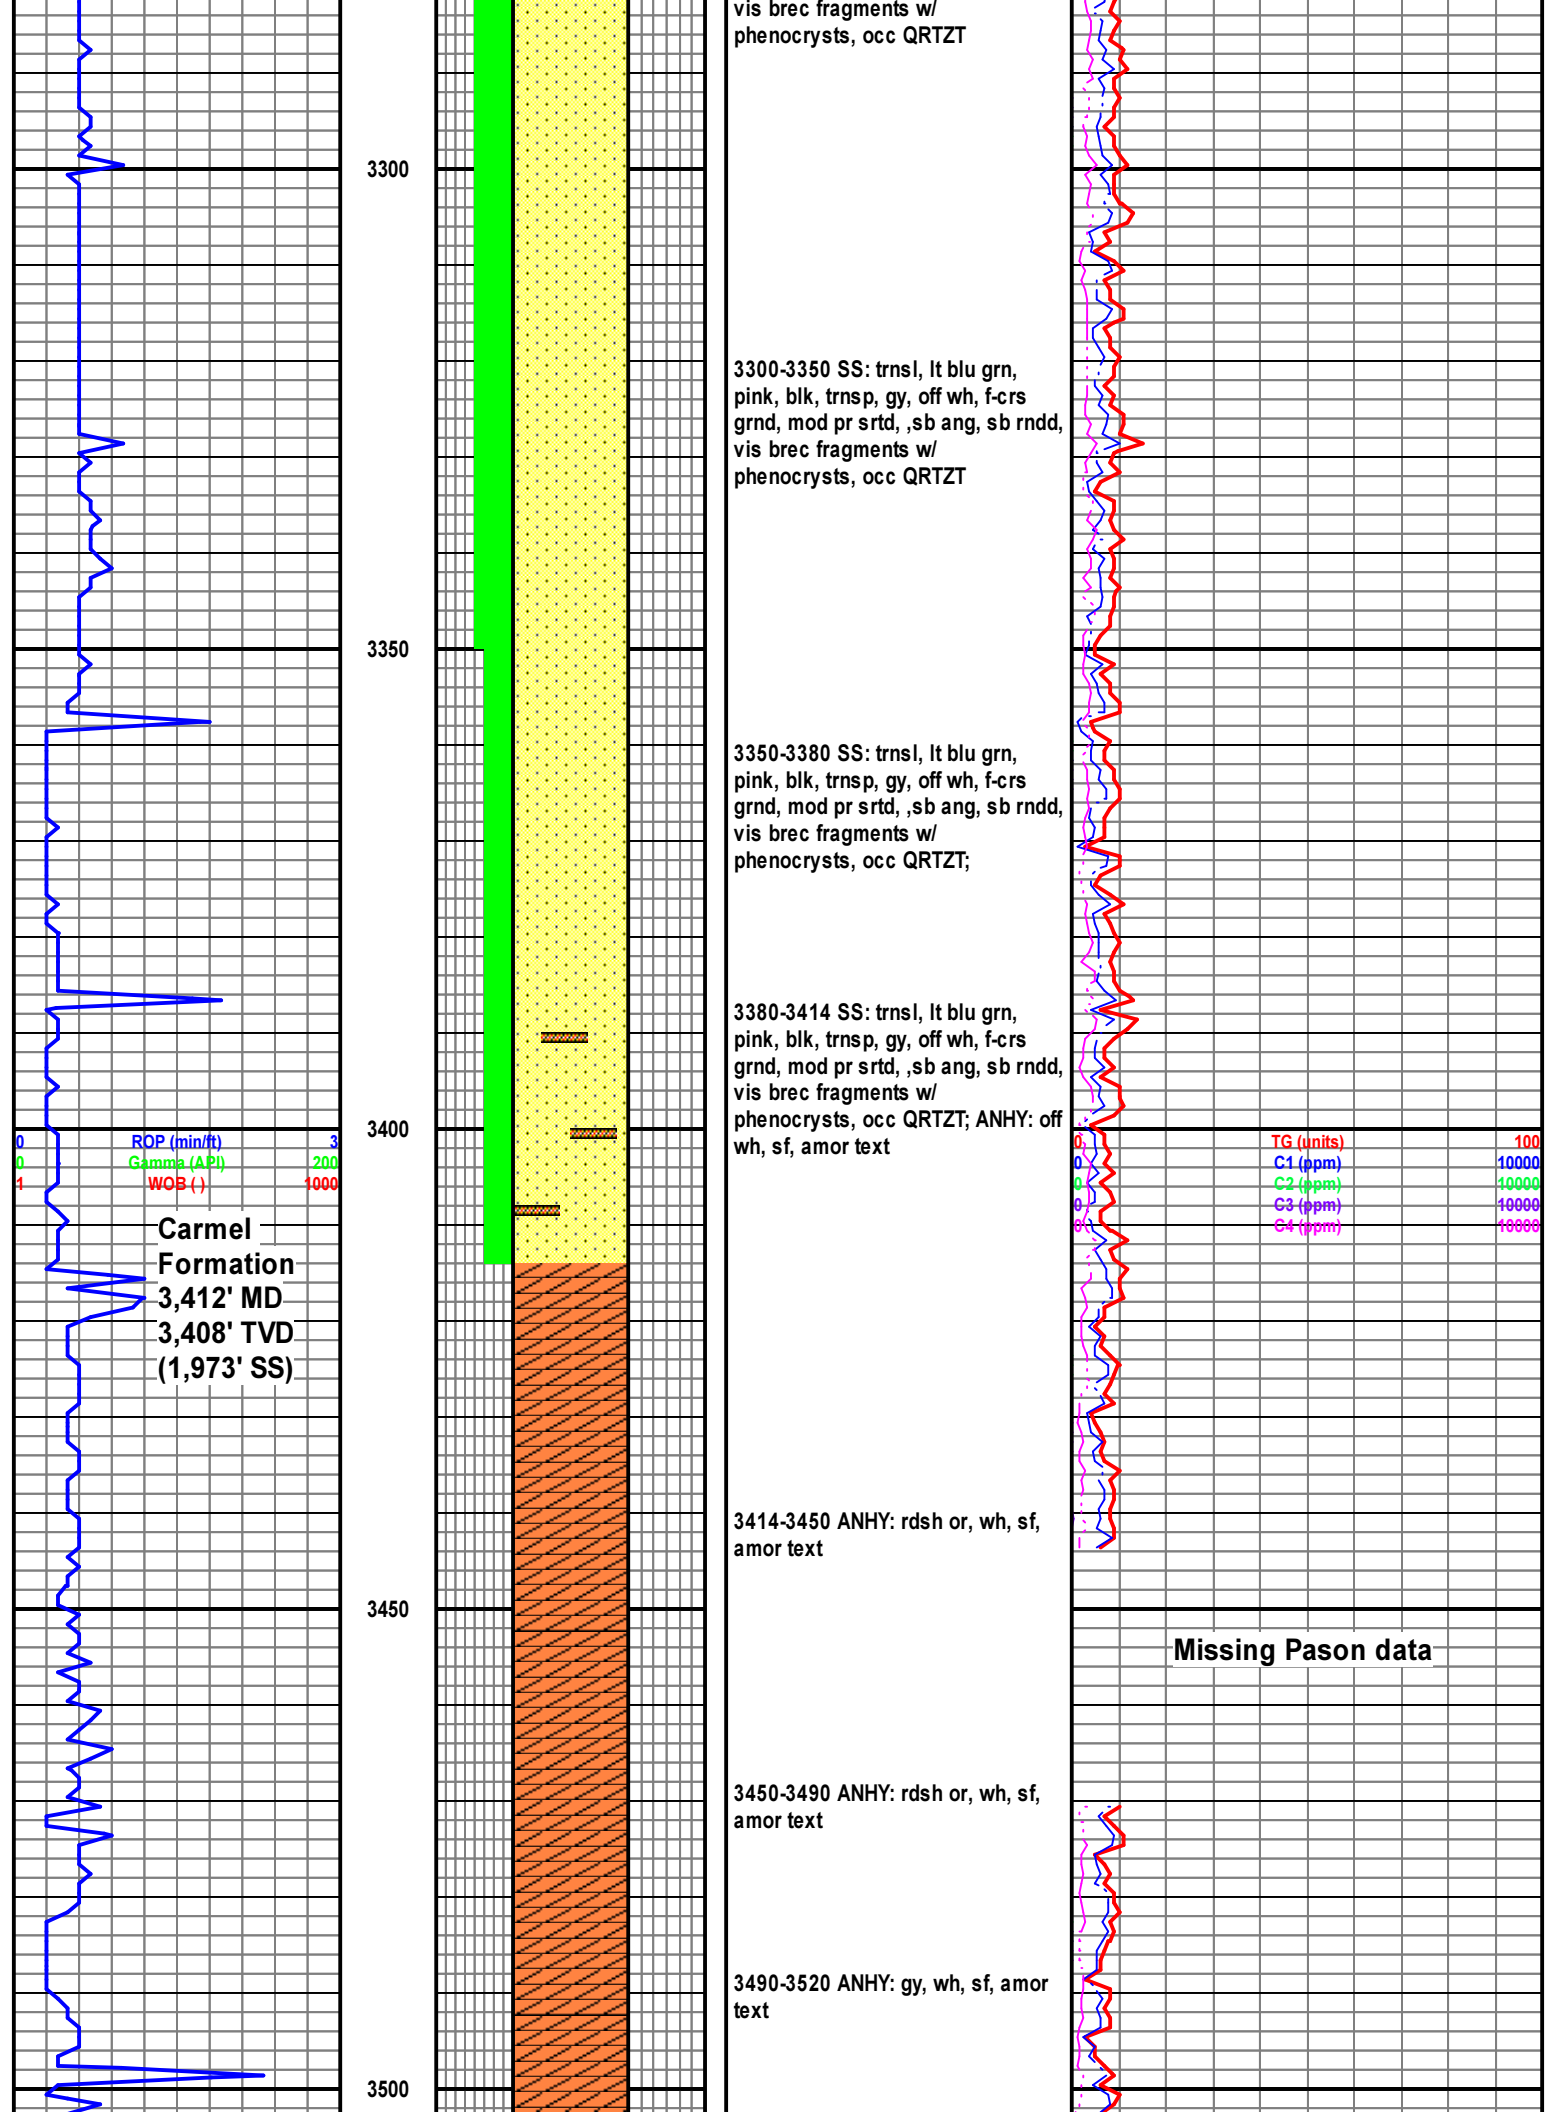 vis brec fragments w/
phenocrysts, occ QRTZT
3300
3300-3350 SS: trnsl, lt blu grn,
pink, blk, trnsp, gy, off wh, f-crs
grnd, mod pr srtd, ,sb ang, sb rndd,
vis brec fragments w/
phenocrysts, occ QRTZT
3350
3350-3380 SS: trnsl, lt blu grn,
pink, blk, trnsp, gy, off wh, f-crs
grnd, mod pr srtd, ,sb ang, sb rndd,
vis brec fragments w/
phenocrysts, occ QRTZT;
3380-3414 SS: trnsl, lt blu grn,
pink, blk, trnsp, gy, off wh, f-crs
grnd, mod pr srtd, ,sb ang, sb rndd,
vis brec fragments w/
phenocrysts, occ QRTZT; ANHY: off
wh, sf, amor text
3400
0 ROP (min/ft) 3
0 Gamma (API) 200
1 WOB ( ) 1000
0 TG (units) 100
0 C1 (ppm) 10000
0 C2 (ppm) 10000
0 C3 (ppm) 10000
0 C4 (ppm) 10000
Carmel
Formation
3,412' MD
3,408' TVD
(1,973' SS)
3414-3450 ANHY: rdsh or, wh, sf,
amor text
3450
Missing Pason data
3450-3490 ANHY: rdsh or, wh, sf,
amor text
3490-3520 ANHY: gy, wh, sf, amor
text
3500